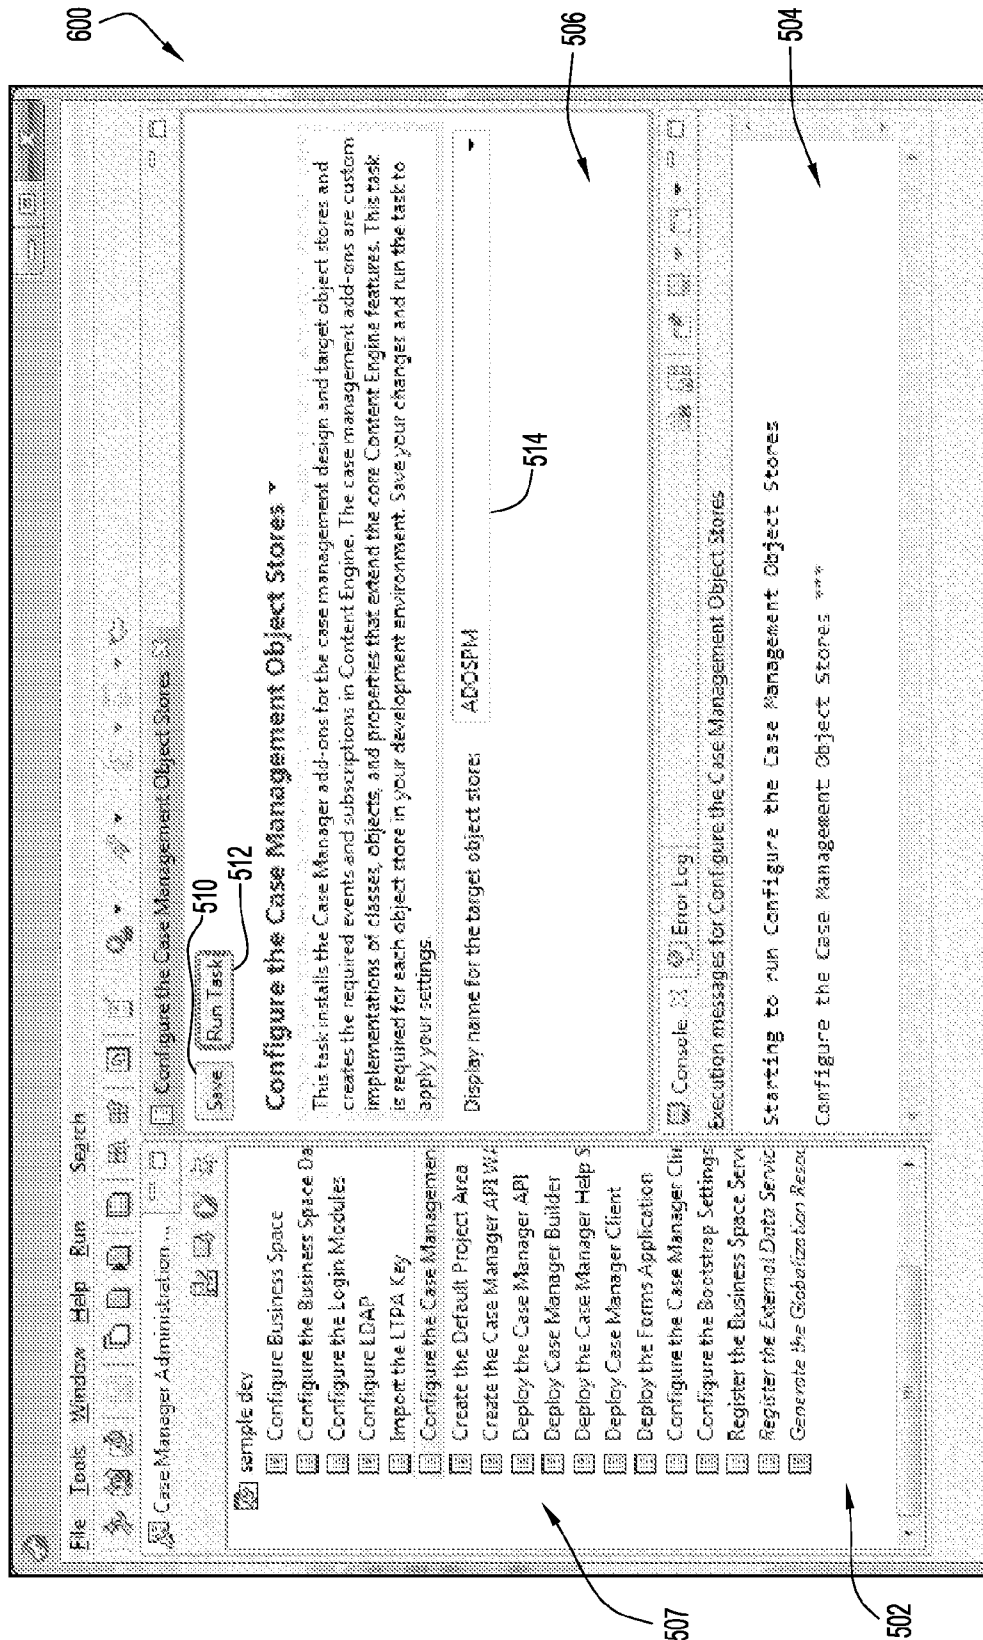 600
File Tools Window Help Run Search
Case Manager Administration ...
sample dev
Configure Business Space
Configure the Business Space Da
Configure the Login Modules
Configure LDAP
Import the LTPA Key
Configure the Case Managemen
Create the Default Project Area
Create the Case Manager API WA
Deploy the Case Manager API
Deploy Case Manager Builder
Deploy the Case Manager Help S
Deploy Case Manager Client
Deploy the Forms Application
Configure the Case Manager Clie
Configure the Bootstrap Settings
Register the Business Space Servi
Register the External Data Servic
Generate the Globalization Resou
507
502
Configure the Case Management Object Stores
Save
Run Task
510
512
Configure the Case Management Object Stores
This task installs the Case Manager add-ons for the case management design and target object stores and
creates the required events and subscriptions in Content Engine. The case management add-ons are custom
implementations of classes, objects, and properties that extend the core Content Engine features. This task
is required for each object store in your development environment. Save your changes and run the task to
apply your settings.
Display name for the target object store:
ADOSPM
514
506
Console
Error Log
Execution messages for Configure the Case Management Object Stores
Starting to run Configure the Case Management Object Stores
Configure the Case Management Object Stores ***
504